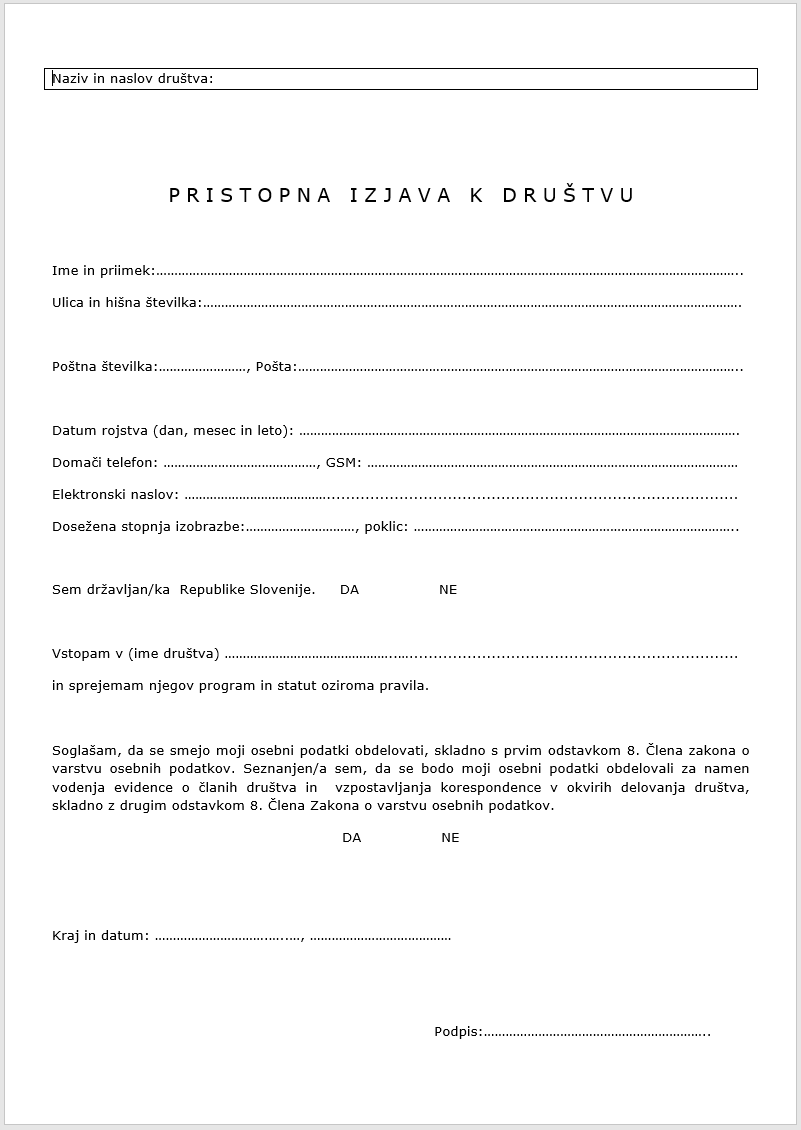 Naziv in naslov društva:
PRISTOPNA IZJAVA K DRUŠTVU
Ime in priimek:……………………………………………………………………………………………………………………………………………..
Ulica in hišna številka:…………………………………………………………………………………………………………………………………
Poštna številka:……………………, Pošta:…………………………………………………………………………………………………………..
Datum rojstva (dan, mesec in leto): ………………………………………………………………………………………………………….
Domači telefon: ……………………………………, GSM: …………………………………………………………………………………………
Elektronski naslov: …………………………………...................................................................
Dosežena stopnja izobrazbe:…………………………, poklic: ……………………………………………………………………………..
Sem državljan/ka  Republike Slovenije.     DA                NE
Vstopam v (ime društva) ………………………………………..…......................................................
in sprejemam njegov program in statut oziroma pravila.
Soglašam, da se smejo moji osebni podatki obdelovati, skladno s prvim odstavkom 8. Člena zakona o
varstvu osebnih podatkov. Seznanjen/a sem, da se bodo moji osebni podatki obdelovali za namen
vodenja evidence o članih društva in  vzpostavljanja korespondence v okvirih delovanja društva,
skladno z drugim odstavkom 8. Člena Zakona o varstvu osebnih podatkov.
DA                NE
Kraj in datum: …………………………..…..…, …………………………………
Podpis:……………………………………………………..